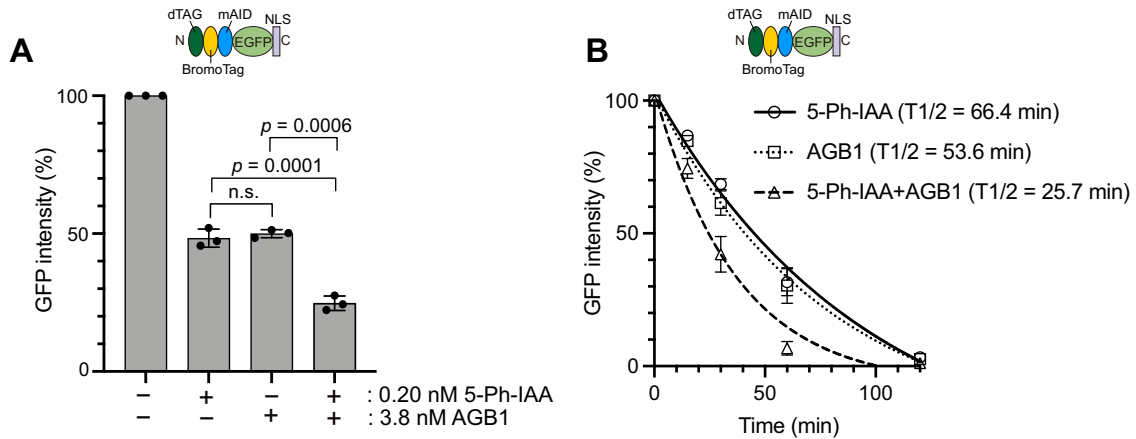 A
dTAG mAID NLS
N EGFP C
BromoTag
GFP intensity (%)
100
50
0
p = 0.0006
p = 0.0001
n.s.
– + – + : 0.20 nM 5-Ph-IAA
– – + + : 3.8 nM AGB1
B
dTAG mAID NLS
N EGFP C
BromoTag
GFP intensity (%)
100
50
0
5-Ph-IAA (T1/2 = 66.4 min)
AGB1 (T1/2 = 53.6 min)
5-Ph-IAA+AGB1 (T1/2 = 25.7 min)
0 50 100
Time (min)